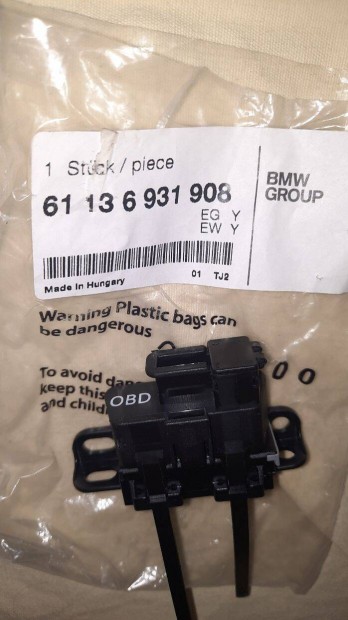 1 Stück / piece
61 13 6 931 908
EG Y
EW Y
BMW
GROUP
Made in Hungary
01 TJ2
Warning Plastic bags can
be dangerous
To avoid
keep this
and child
OBD